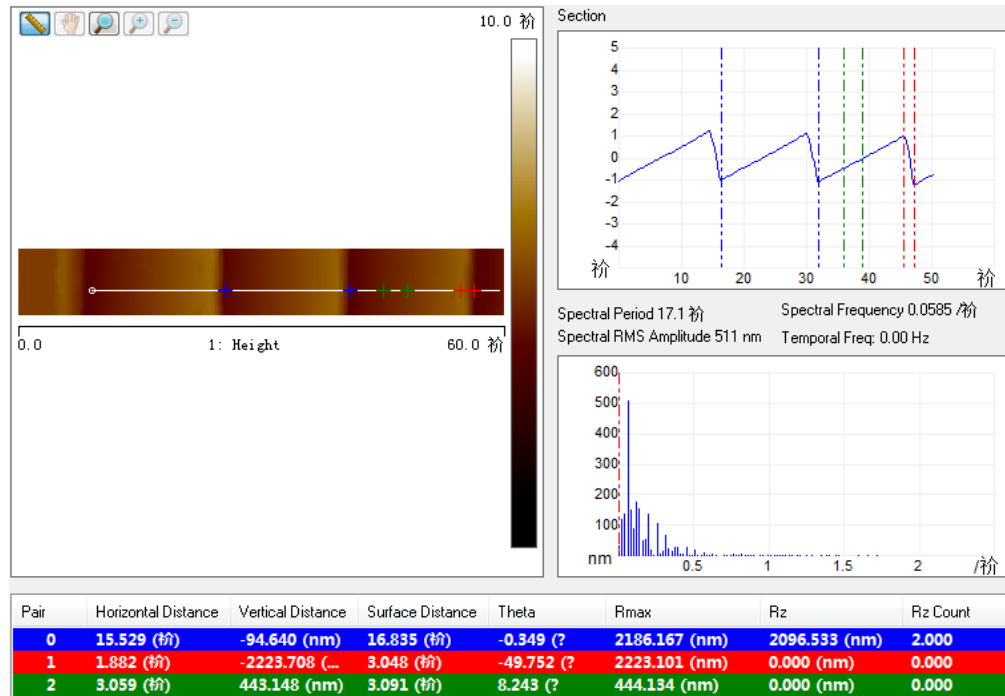 10.0 祄
0.0 1: Height 60.0 祄
Section
5
4
3
2
1
0
-1
-2
-3
-4
祄 10 20 30 40 50 祄
Spectral Period 17.1 祄 Spectral Frequency 0.0585 /祄
Spectral RMS Amplitude 511 nm Temporal Freq: 0.00 Hz
600
500
400
300
200
100
nm 0.5 1 1.5 2 /祄
Pair Horizontal Distance Vertical Distance Surface Distance Theta Rmax Rz Rz Count
0 15.529 (祄) -94.640 (nm) 16.835 (祄) -0.349 (? 2186.167 (nm) 2096.533 (nm) 2.000
1 1.882 (祄) -2223.708 (... 3.048 (祄) -49.752 (? 2223.101 (nm) 0.000 (nm) 0.000
2 3.059 (祄) 443.148 (nm) 3.091 (祄) 8.243 (? 444.134 (nm) 0.000 (nm) 0.000